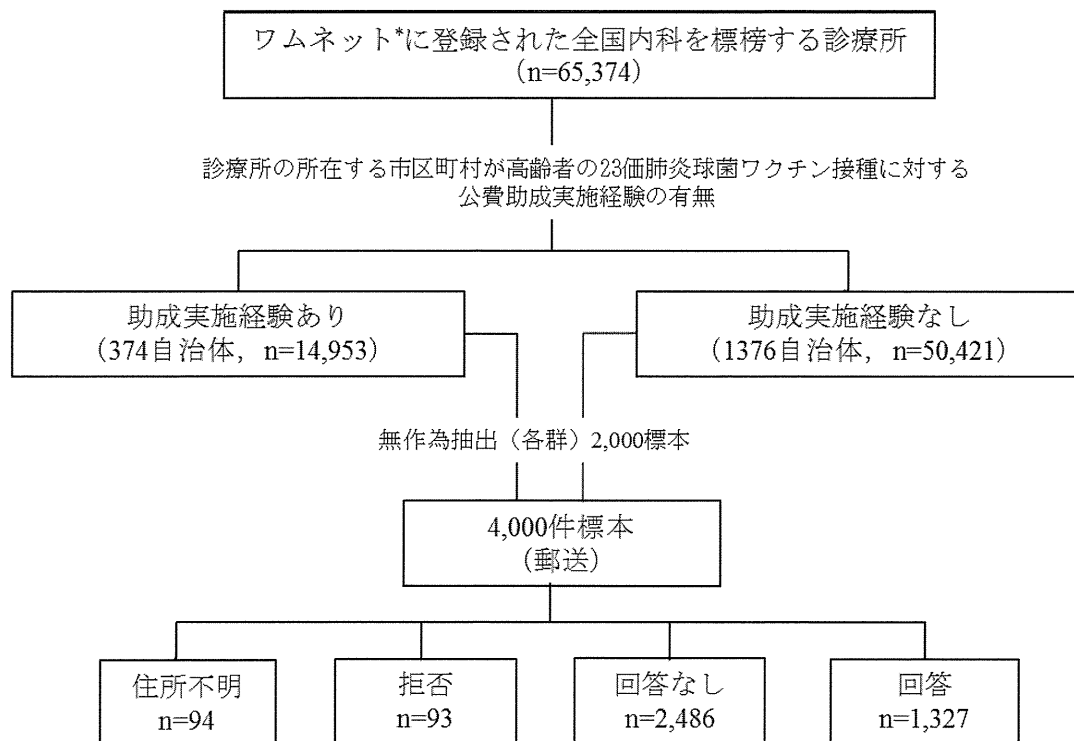 ワムネット*に登録された全国内科を標榜する診療所
（n=65,374）
診療所の所在する市区町村が高齢者の23価肺炎球菌ワクチン接種に対する
公費助成実施経験の有無
助成実施経験あり
（374自治体，n=14,953）
助成実施経験なし
（1376自治体，n=50,421）
無作為抽出（各群）2,000標本
4,000件標本
（郵送）
住所不明
n=94
拒否
n=93
回答なし
n=2,486
回答
n=1,327